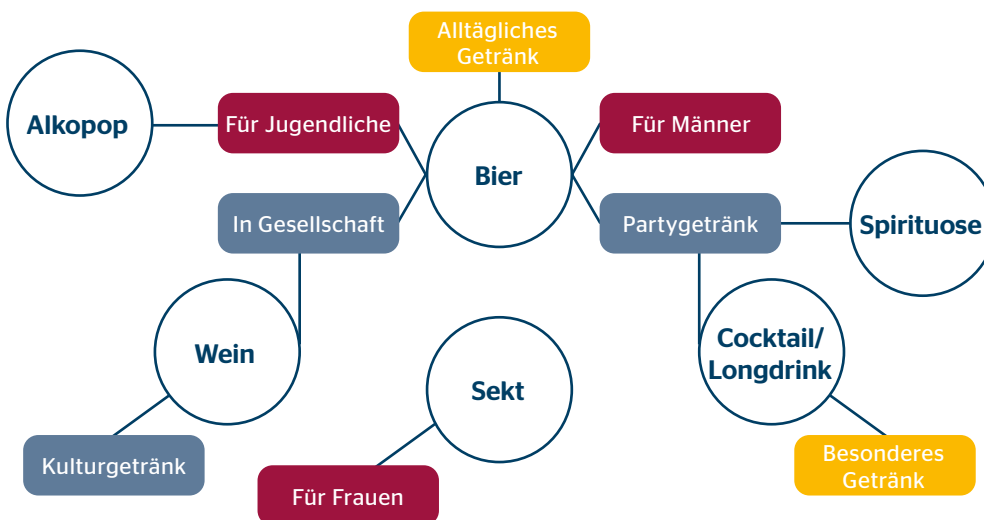 Alltägliches
Getränk
Alkopop
Für Jugendliche
Bier
Für Männer
In Gesellschaft
Partygetränk
Spirituose
Wein
Sekt
Cocktail/
Longdrink
Kulturgetränk
Für Frauen
Besonderes
Getränk